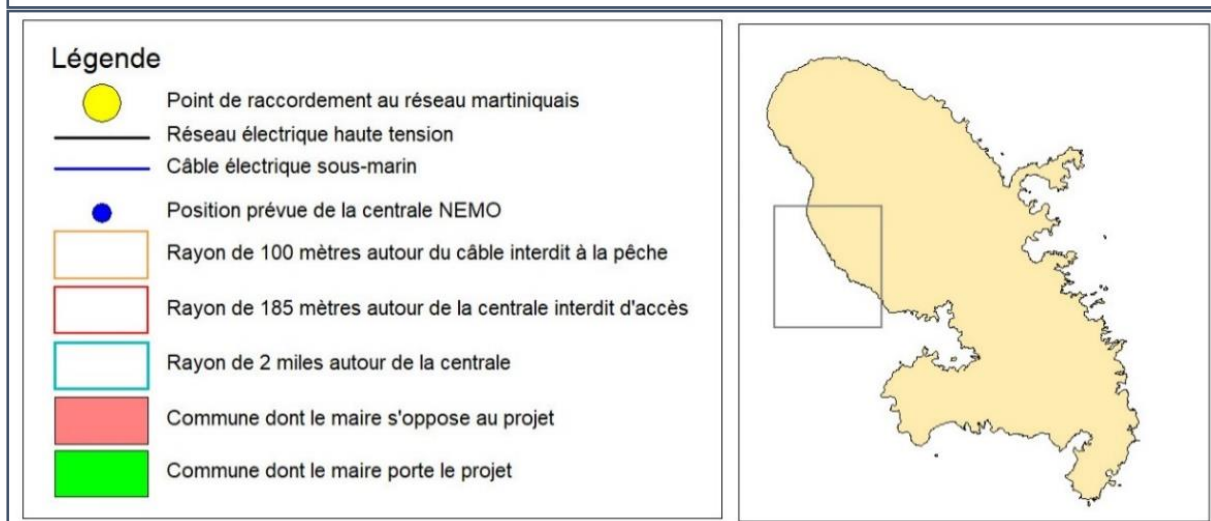 Légende
Point de raccordement au réseau martiniquais
Réseau électrique haute tension
Câble électrique sous-marin
Position prévue de la centrale NEMO
Rayon de 100 mètres autour du câble interdit à la pêche
Rayon de 185 mètres autour de la centrale interdit d'accès
Rayon de 2 miles autour de la centrale
Commune dont le maire s'oppose au projet
Commune dont le maire porte le projet